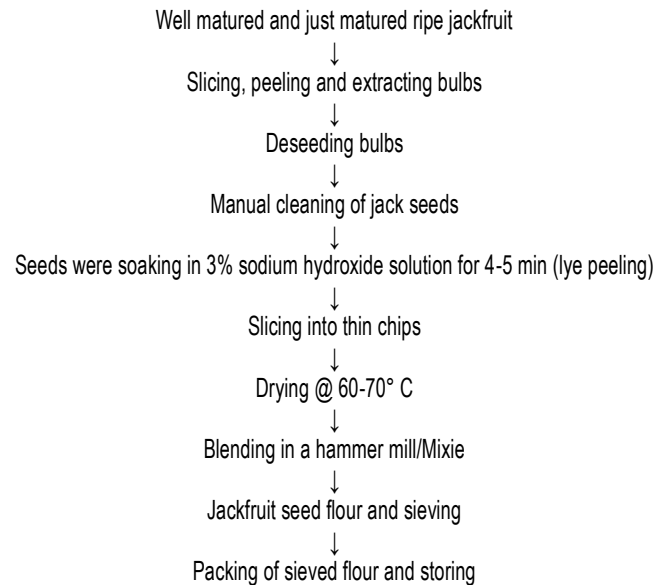 Well matured and just matured ripe jackfruit
↓
Slicing, peeling and extracting bulbs
↓
Deseeding bulbs
↓
Manual cleaning of jack seeds
↓
Seeds were soaking in 3% sodium hydroxide solution for 4-5 min (lye peeling)
↓
Slicing into thin chips
↓
Drying @ 60-70° C
↓
Blending in a hammer mill/Mixie
↓
Jackfruit seed flour and sieving
↓
Packing of sieved flour and storing